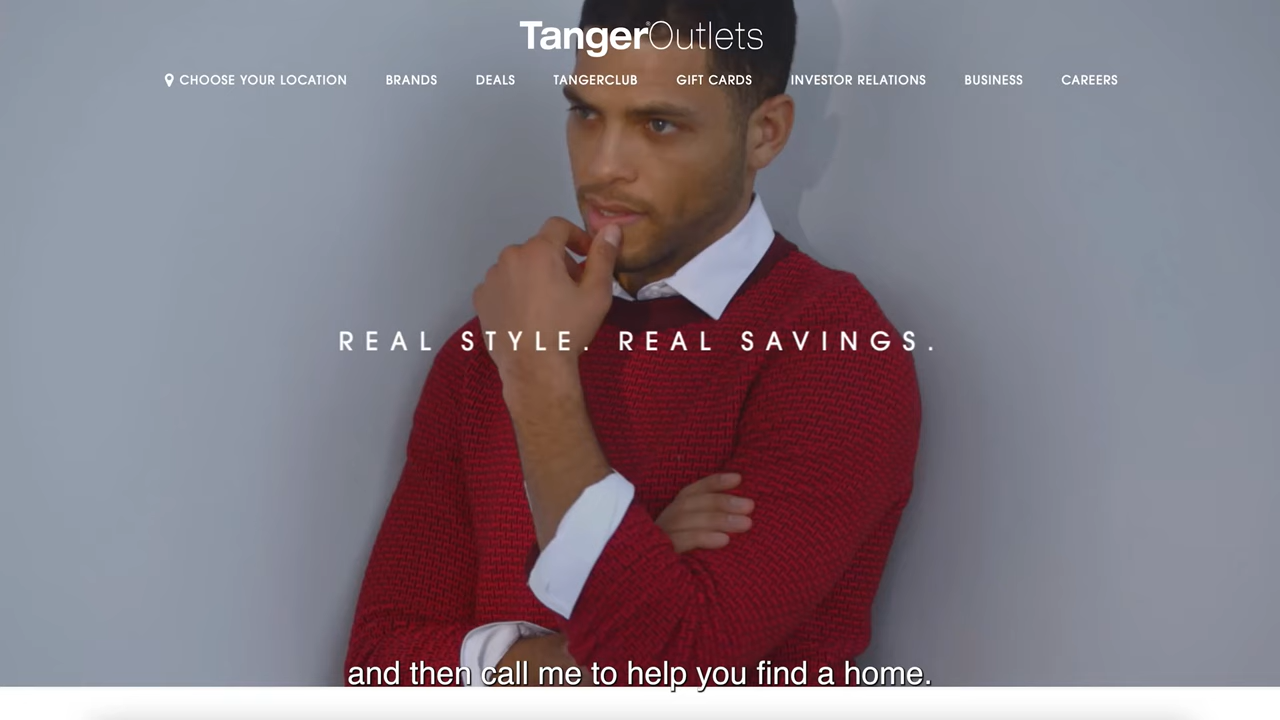 TangerOutlets
CHOOSE YOUR LOCATION BRANDS DEALS TANGERCLUB GIFT CARDS INVESTOR RELATIONS BUSINESS CAREERS
REAL STYLE. REAL SAVINGS.
and then call me to help you find a home.